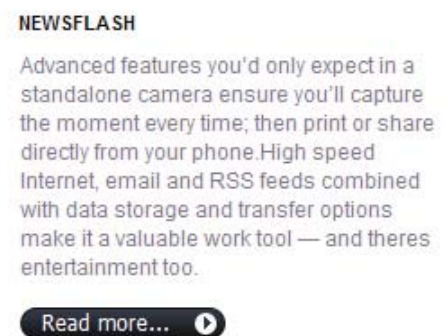 NEWSFLASH
Advanced features you'd only expect in a
standalone camera ensure you'll capture
the moment every time; then print or share
directly from your phone.High speed
Internet, email and RSS feeds combined
with data storage and transfer options
make it a valuable work tool — and theres
entertainment too.
Read more...